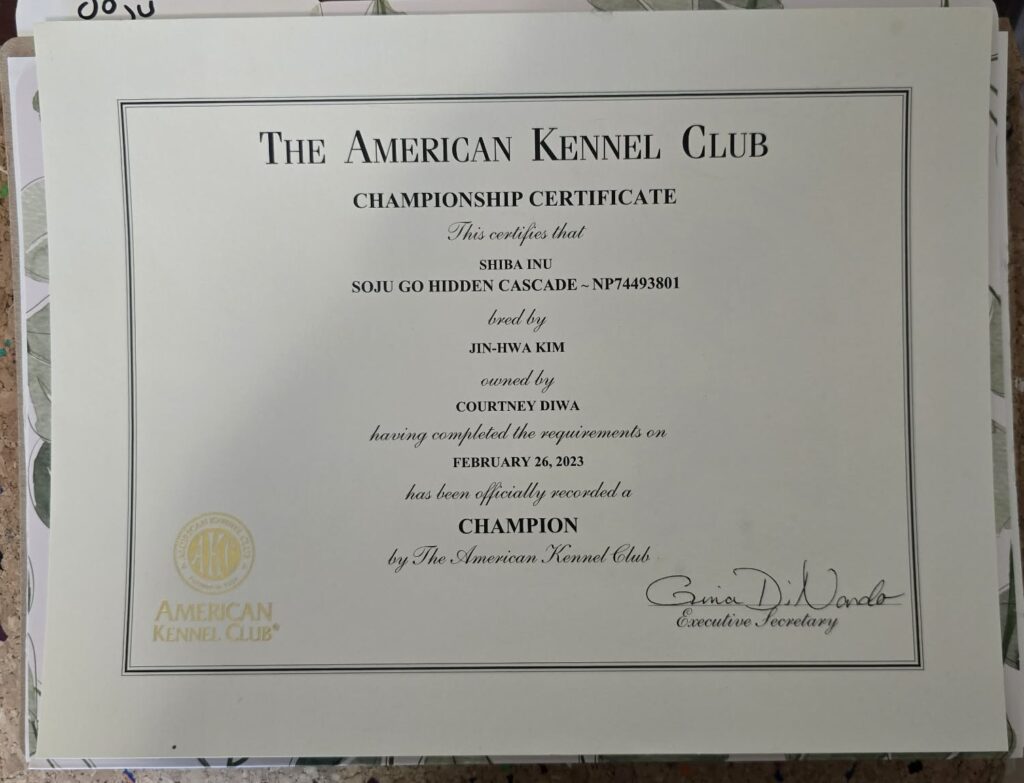 Soju
THE AMERICAN KENNEL CLUB
CHAMPIONSHIP CERTIFICATE
This certifies that
SHIBA INU
SOJU GO HIDDEN CASCADE ~ NP74493801
bred by
JIN-HWA KIM
owned by
COURTNEY DIWA
having completed the requirements on
FEBRUARY 26, 2023
has been officially recorded a
CHAMPION
by The American Kennel Club
AKC
AMERICAN
KENNEL CLUB®
Gina DiNardo
Executive Secretary